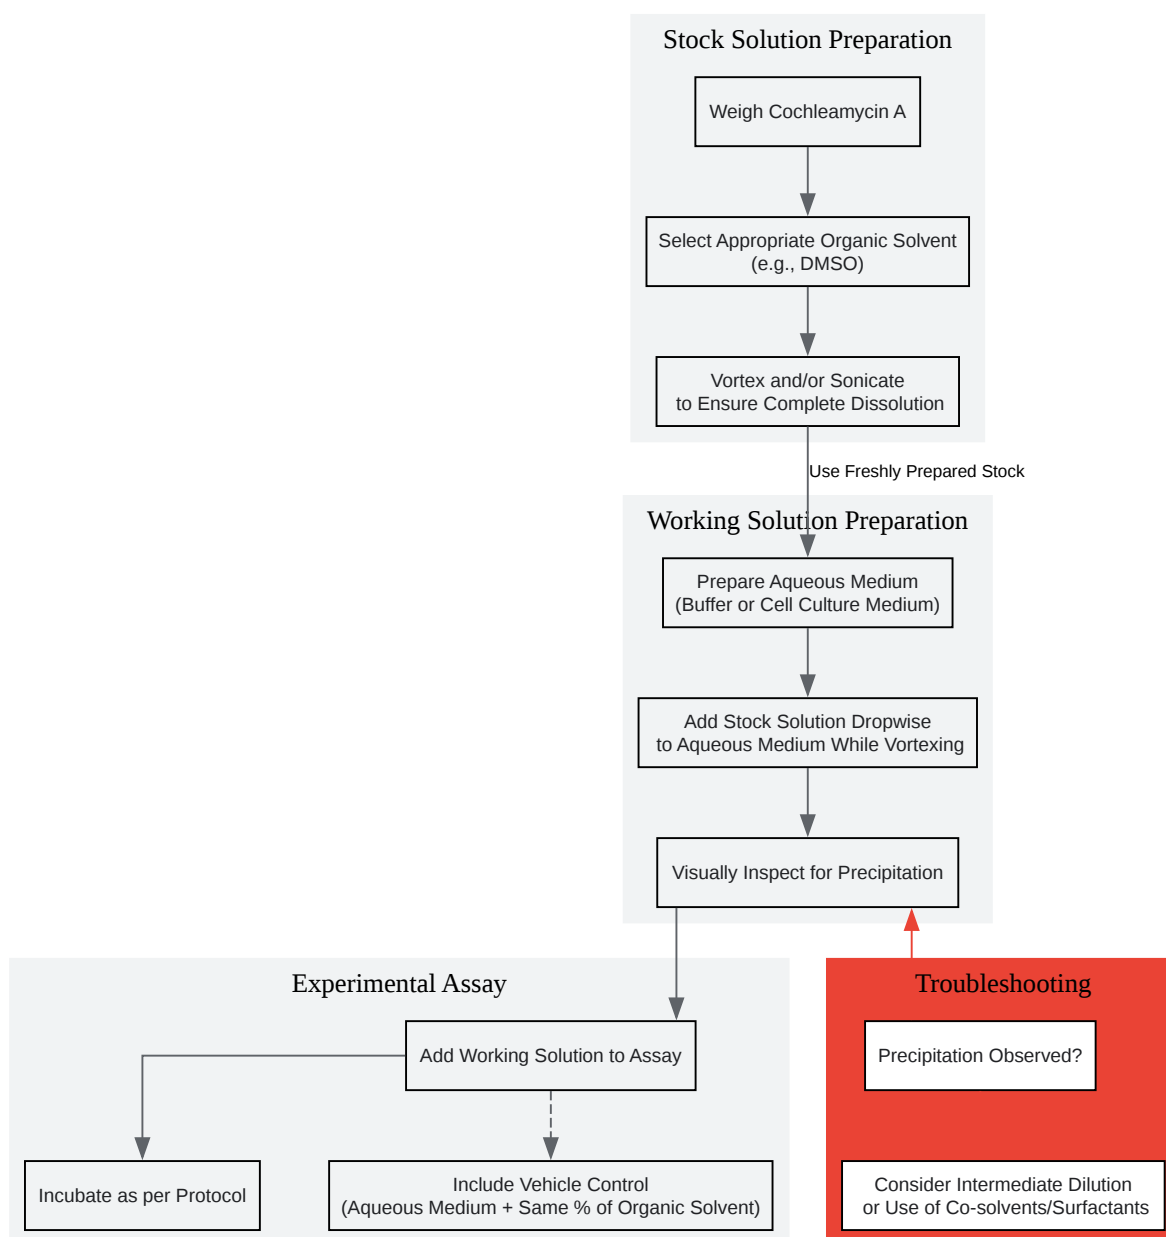 Stock Solution Preparation
Weigh Cochleamycin A
Select Appropriate Organic Solvent
(e.g., DMSO)
Vortex and/or Sonicate
to Ensure Complete Dissolution
Use Freshly Prepared Stock
Working Solution Preparation
Prepare Aqueous Medium
(Buffer or Cell Culture Medium)
Add Stock Solution Dropwise
to Aqueous Medium While Vortexing
Visually Inspect for Precipitation
Experimental Assay
Add Working Solution to Assay
Incubate as per Protocol
Include Vehicle Control
(Aqueous Medium + Same % of Organic Solvent)
Troubleshooting
Precipitation Observed?
Consider Intermediate Dilution
or Use of Co-solvents/Surfactants